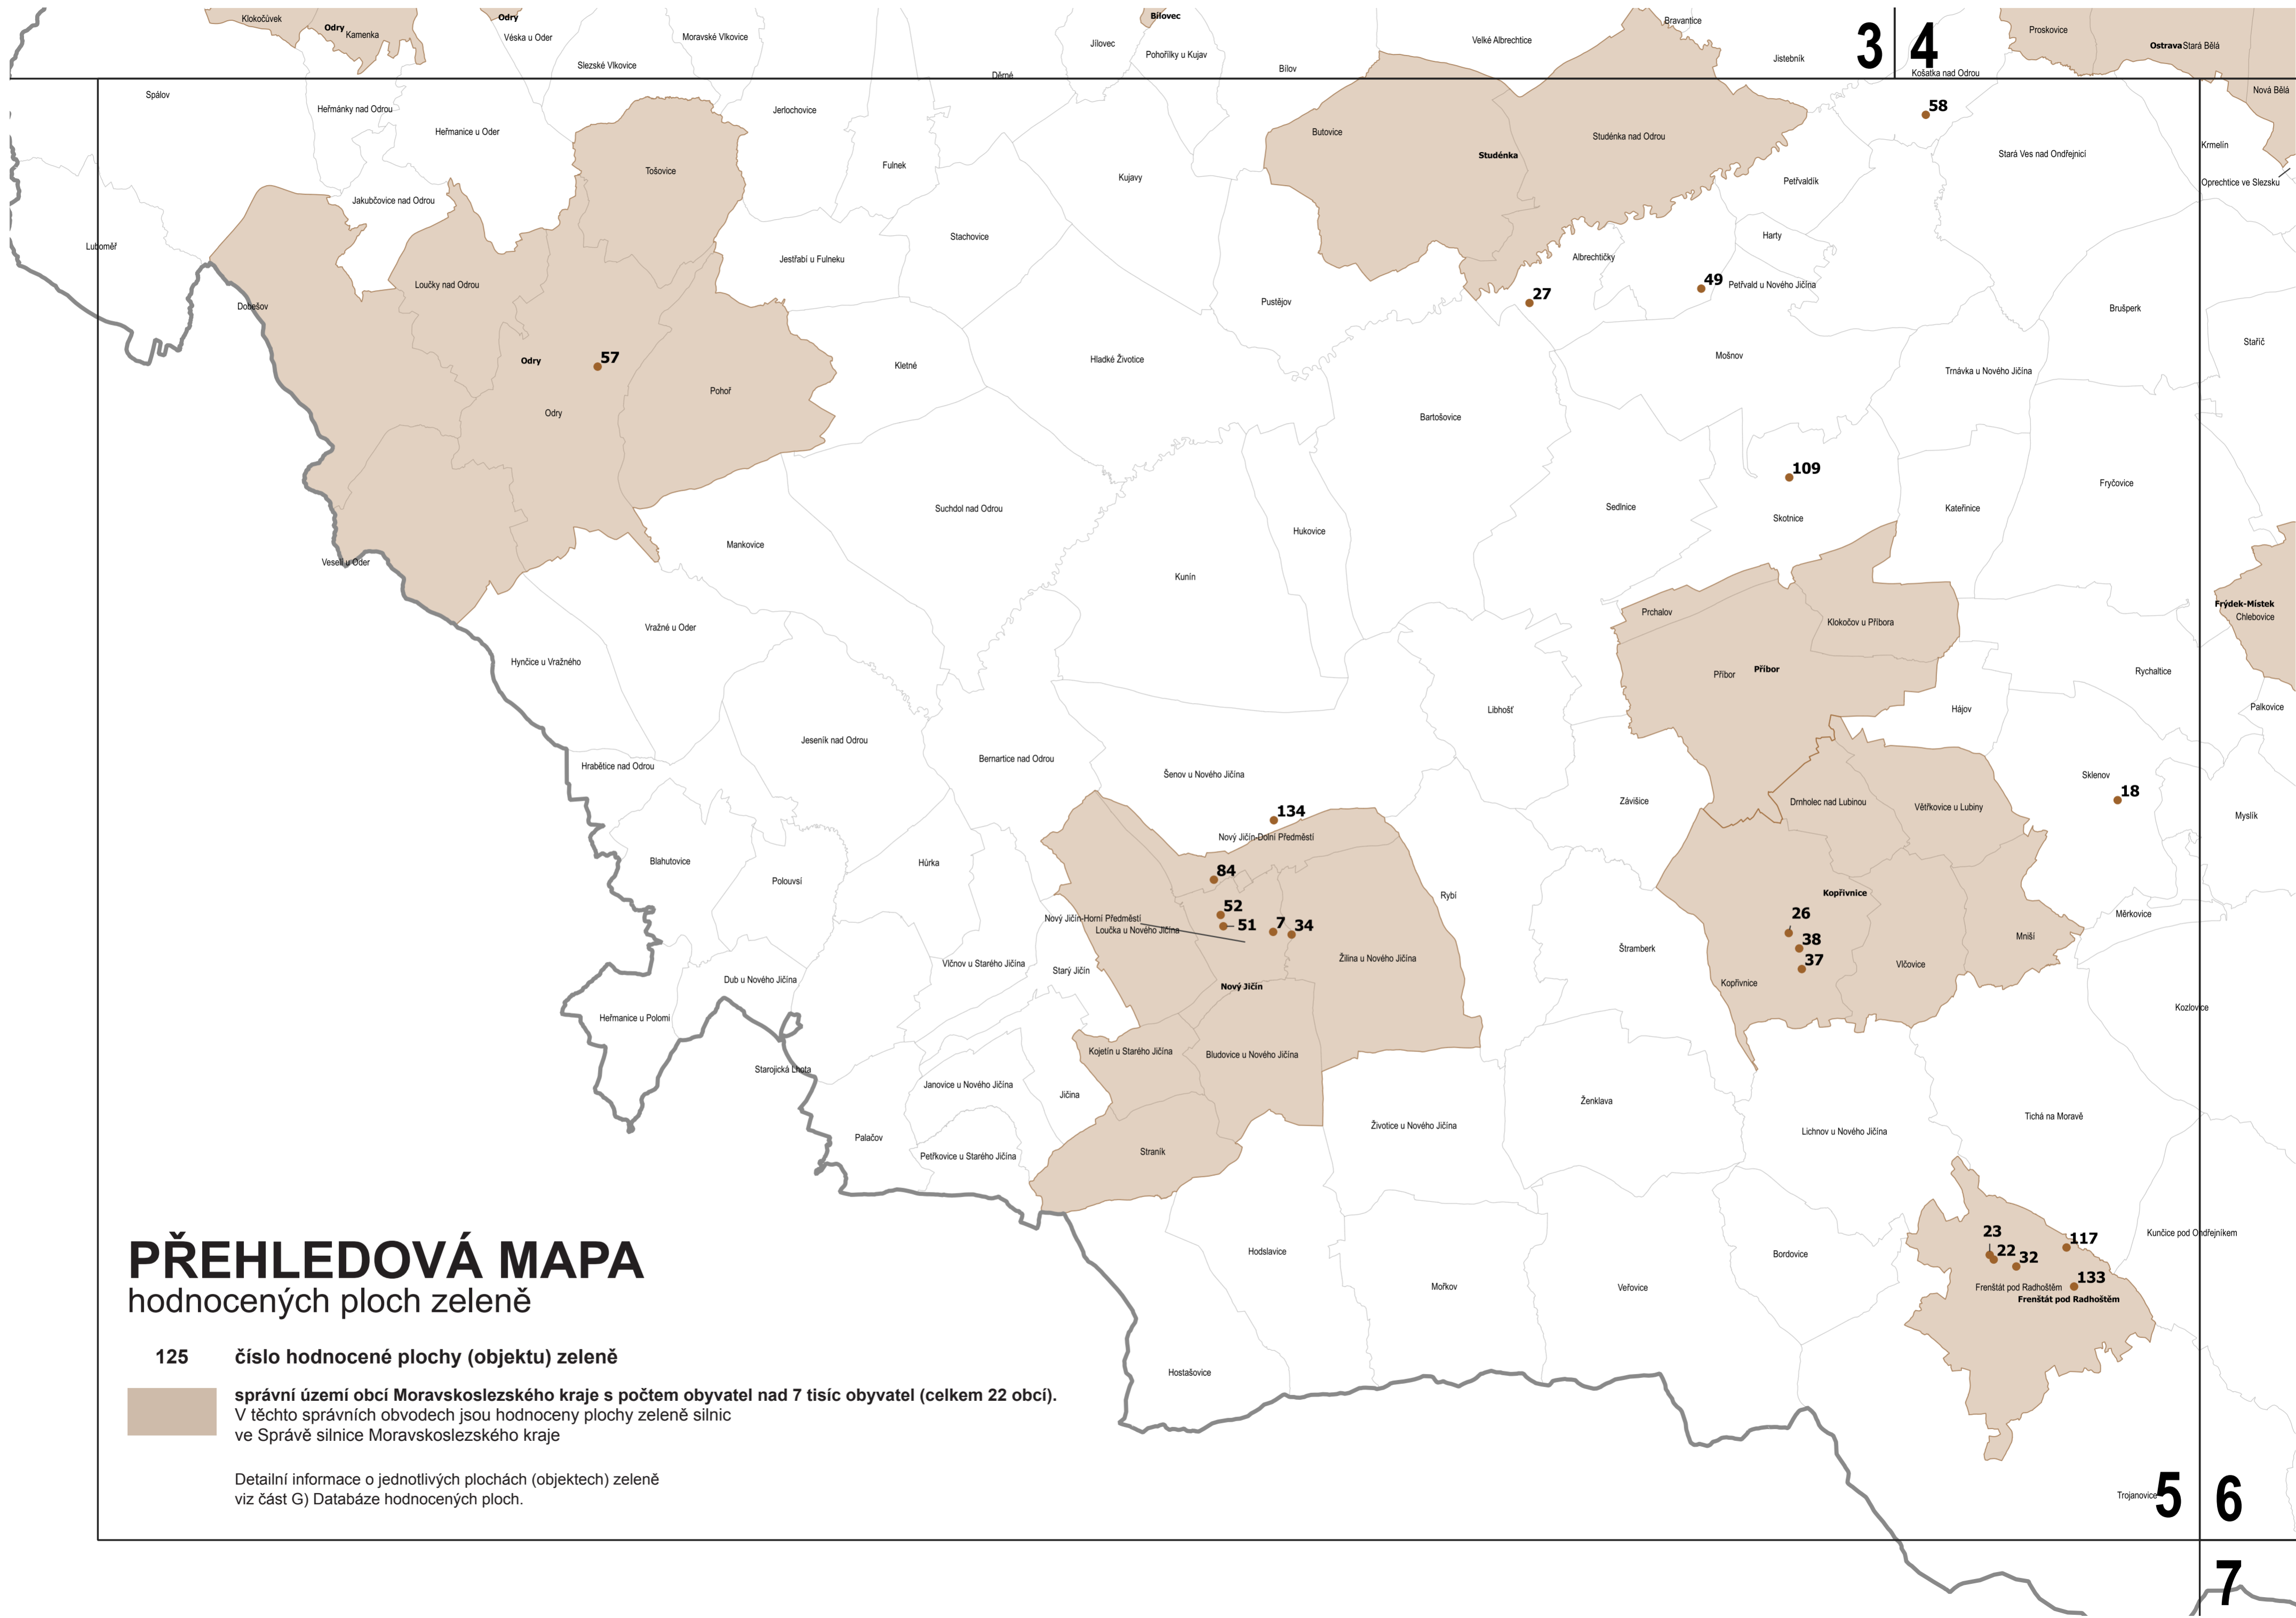 Klokočůvek
Odry
Kamenka
Odry
Véska u Oder
Moravské Vlkovice
Slezské Vlkovice
Děrné
Jílovec
Bílovec
Pohořílky u Kujav
Bílov
Velké Albrechtice
Bravantice
Jistebník
3
4
Košatka nad Odrou
Proskovice
Ostrava
Stará Bělá
Nová Bělá
Spálov
Heřmánky nad Odrou
Heřmanice u Oder
Jerlochovice
Butovice
Studénka nad Odrou
Studénka
58
Stará Ves nad Ondřejnicí
Krmelín
Oprechtice ve Slezsku
Tošovice
Fulnek
Kujavy
Petřvaldík
Jakubčovice nad Odrou
Luboměř
Stachovice
Harty
Jestřabí u Fulneku
Albrechtičky
Loučky nad Odrou
49
Petřvald u Nového Jičína
27
Pustějov
Dobešov
Brušperk
Staříč
57
Odry
Kletné
Hladké Životice
Mošnov
Trnávka u Nového Jičína
Pohoř
Odry
Bartošovice
109
Skotnice
Fryčovice
Suchdol nad Odrou
Sedlnice
Kateřinice
Hukovice
Mankovice
Veselí u Oder
Kunín
Frýdek-Místek
Chlebovice
Prchalov
Klokočov u Příbora
Vražné u Oder
Hynčice u Vražného
Příbor
Příbor
Rychaltice
Libhošť
Hájov
Palkovice
Jeseník nad Odrou
Bernartice nad Odrou
Hrabětice nad Odrou
Šenov u Nového Jičína
Sklenov
18
134
Závišice
Drnholec nad Lubinou
Větřkovice u Lubiny
Myslík
Nový Jičín-Dolní Předměstí
Blahutovice
Hůrka
84
Polouvsí
Rybí
Kopřivnice
52
51
7
34
26
Měrkovice
Nový Jičín-Horní Předměstí
Loučka u Nového Jičína
38
Mniší
Štramberk
Žilina u Nového Jičína
37
Vlčovice
Vlčnov u Starého Jičína
Starý Jičín
Dub u Nového Jičína
Nový Jičín
Kopřivnice
Kozlovice
Heřmanice u Polomi
Kojetín u Starého Jičína
Bludovice u Nového Jičína
Starojická Lhota
Janovice u Nového Jičína
Jičina
Ženklava
Tichá na Moravě
Palačov
Životice u Nového Jičína
Lichnov u Nového Jičína
Petřkovice u Starého Jičína
Straník
23
22
32
117
Kunčice pod Ondřejníkem
PŘEHLEDOVÁ MAPA
hodnocených ploch zeleně
Hodslavice
Mořkov
Veřovice
Bordovice
133
Frenštát pod Radhoštěm
Frenštát pod Radhoštěm
125
číslo hodnocené plochy (objektu) zeleně
Hostašovice
správní území obcí Moravskoslezského kraje s počtem obyvatel nad 7 tisíc obyvatel (celkem 22 obcí).
V těchto správních obvodech jsou hodnoceny plochy zeleně silnic
ve Správě silnice Moravskoslezského kraje
Detailní informace o jednotlivých plochách (objektech) zeleně
viz část G) Databáze hodnocených ploch.
Trojanovice
5
6
7